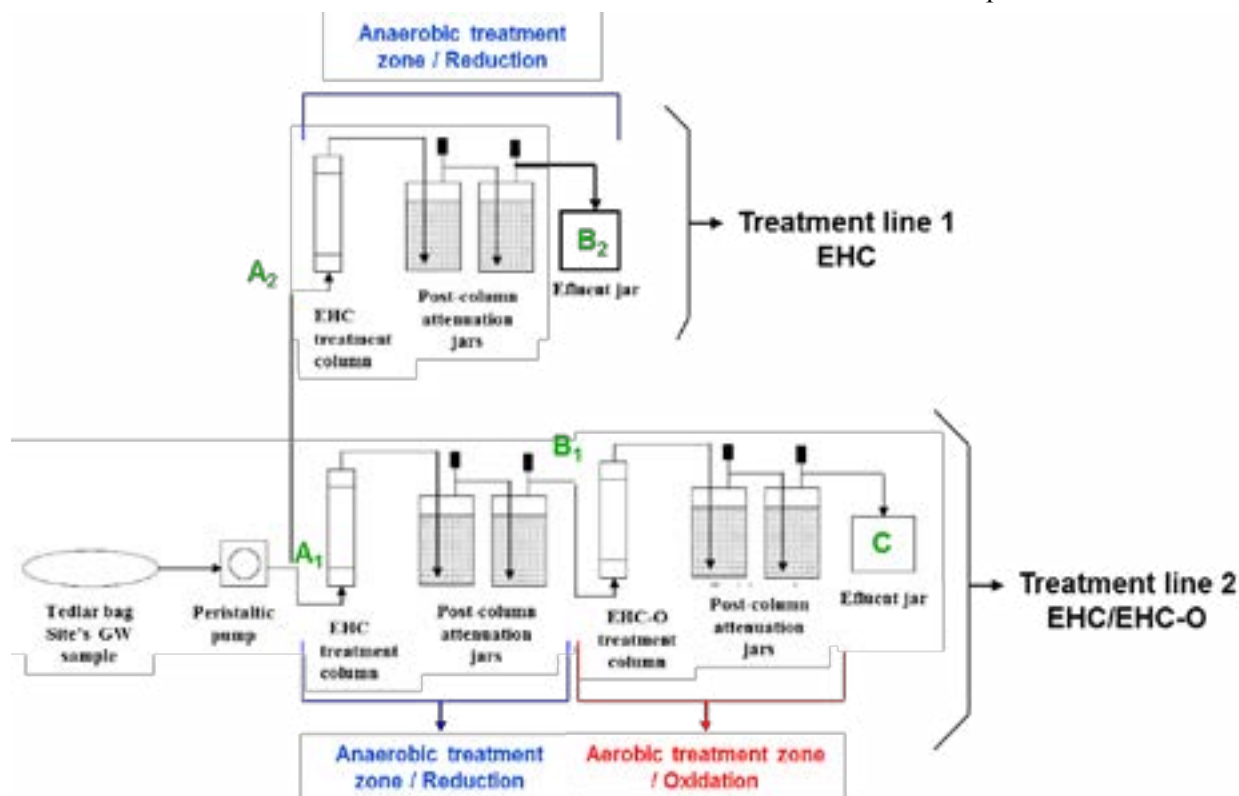 Anaerobic treatment
zone / Reduction
A2
B2
Treatment line 1
EHC
Efluent jar
Post-column
attenuation
jars
EHC
treatment
column
B1
A1
C
Treatment line 2
EHC/EHC-O
Tedlar bag
Site's GW
sample
Peristaltic
pump
EHC
treatment
column
Post-column
attenuation
jars
EHC-O
treatment
column
Post-column
attenuation
jars
Efluent jar
Anaerobic treatment
zone / Reduction
Aerobic treatment zone
/ Oxidation